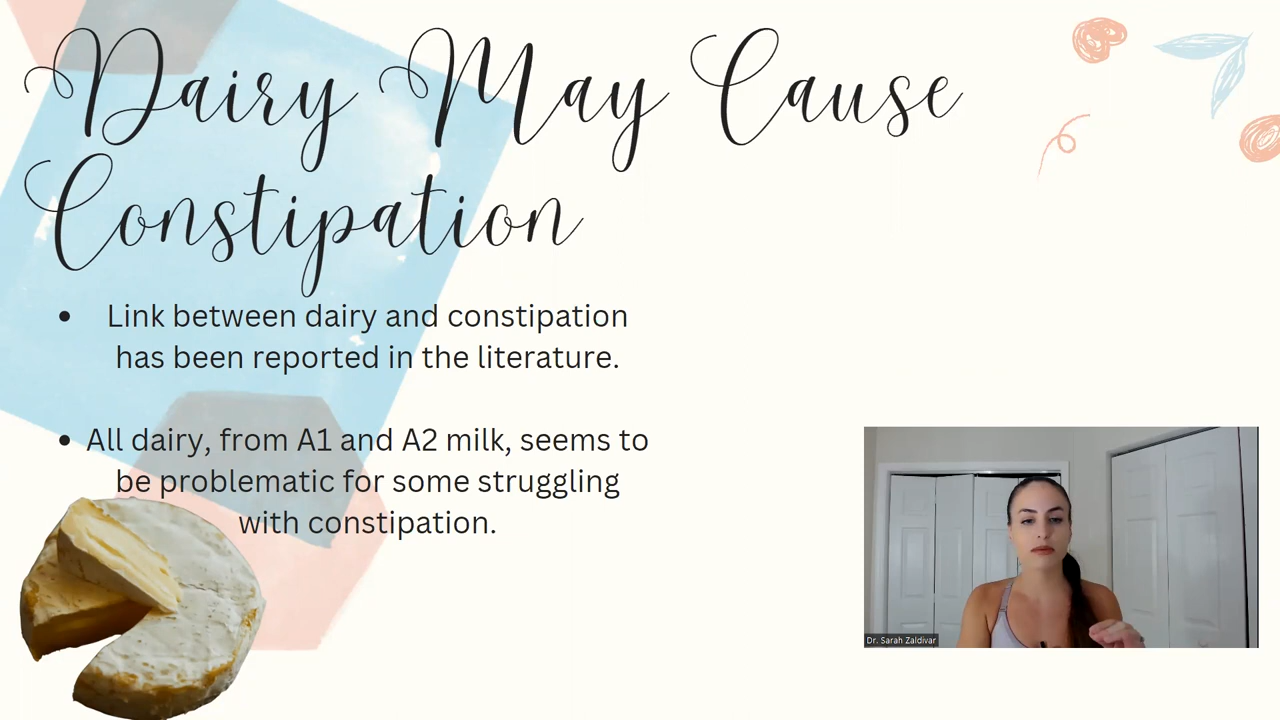 Dairy May Cause
Constipation
• Link between dairy and constipation
has been reported in the literature.
• All dairy, from A1 and A2 milk, seems to
be problematic for some struggling
with constipation.
Dr. Sarah Zaldivar